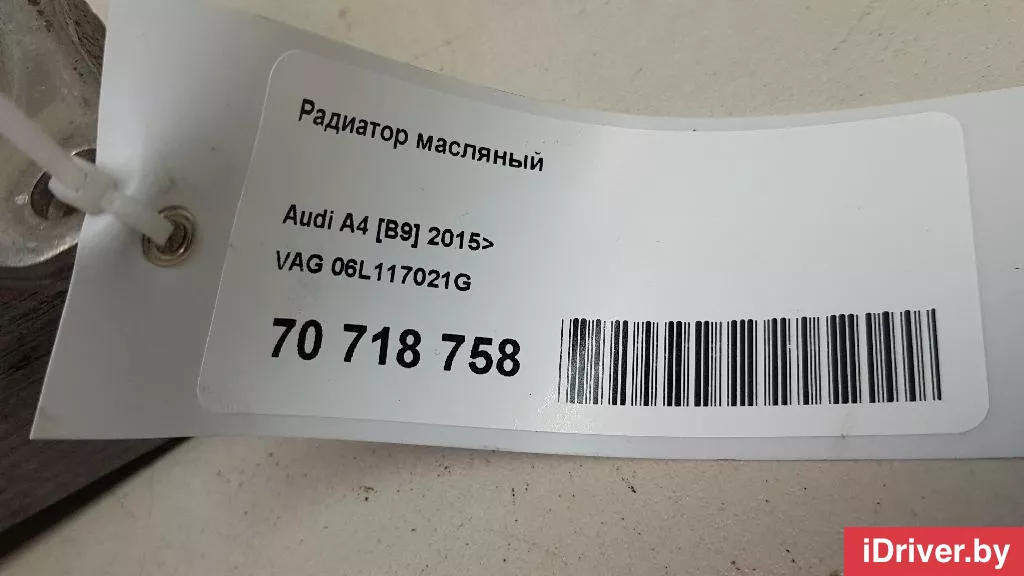 Радиатор масляный
Audi A4 [B9] 2015>
VAG 06L117021G
70 718 758
iDriver.by